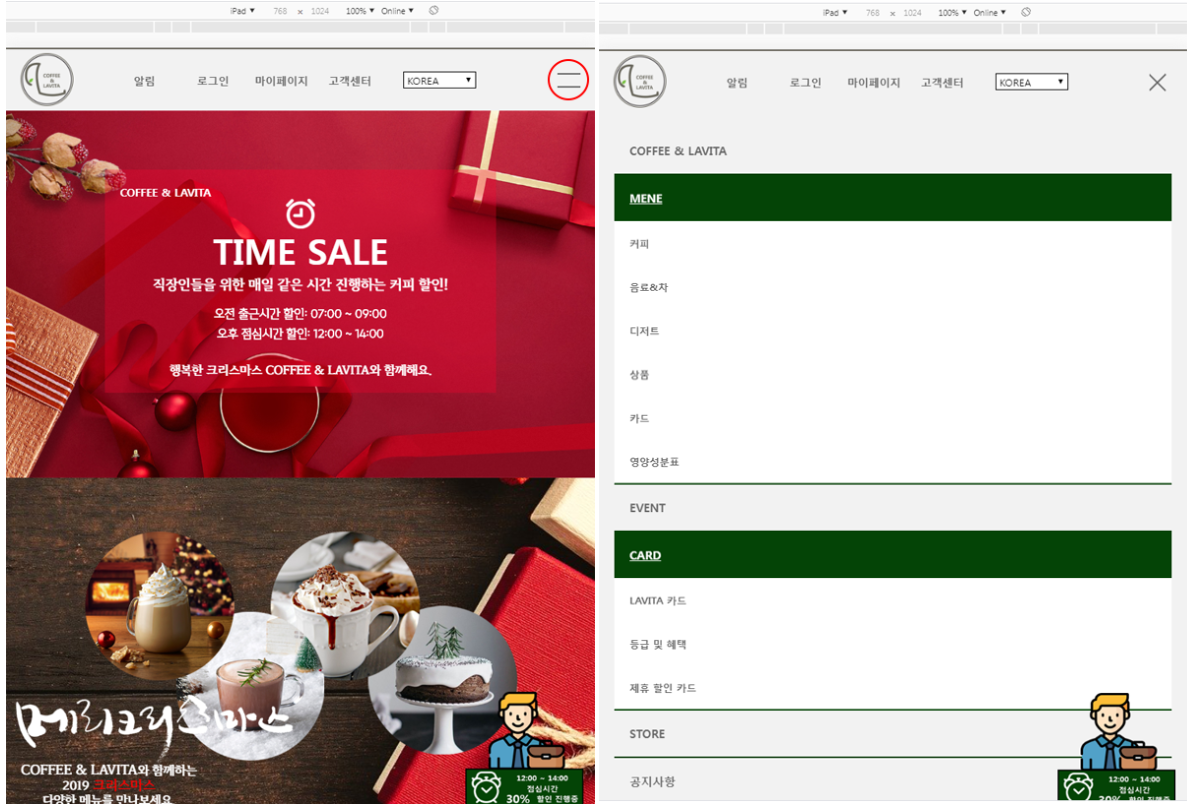 iPad ▼ 768 x 1024 100% ▼ Online ▼
COFFEE
&
LAVITA
알림 로그인 마이페이지 고객센터 KOREA ▼
COFFEE & LAVITA
TIME SALE
직장인들을 위한 매일 같은 시간 진행하는 커피 할인!
오전 출근시간 할인: 07:00 ~ 09:00
오후 점심시간 할인: 12:00 ~ 14:00
행복한 크리스마스 COFFEE & LAVITA와 함께해요.
메리크리스마스
COFFEE & LAVITA와 함께하는
2019 크리스마스
다양한 메뉴를 만나보세요
12:00 ~ 14:00
점심시간
30% 할인 진행중
iPad ▼ 768 x 1024 100% ▼ Online ▼
COFFEE
&
LAVITA
알림 로그인 마이페이지 고객센터 KOREA ▼
COFFEE & LAVITA
MENE
커피
음료&차
디저트
상품
카드
영양성분표
EVENT
CARD
LAVITA 카드
등급 및 혜택
제휴 할인 카드
STORE
공지사항
12:00 ~ 14:00
점심시간
30% 할인 진행중